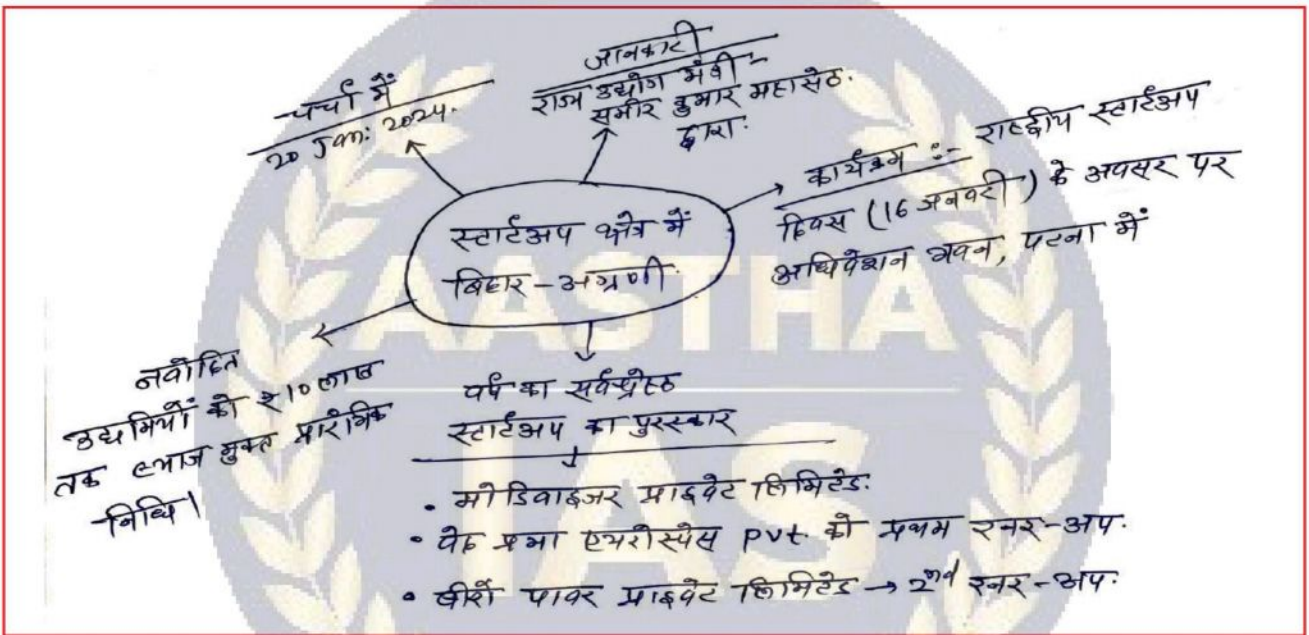 चर्चा में
20 Jan: 2024.
जानकारी
राज्य उद्योग मंत्री -
समीर कुमार महासेठ.
द्वारा.
कार्यक्रम :- राष्ट्रीय स्टार्टअप
दिवस (16 जनवरी) के अवसर पर
अधिवेशन भवन, पटना में
स्टार्टअप क्षेत्र में
बिहार - अग्रणी
नवोदित
उद्यमियों को ₹10 लाख
तक ब्याज मुक्त प्रारंभिक
निधि।
वर्ष का सर्वश्रेष्ठ
स्टार्टअप का पुरस्कार
• मोडिवाइजर प्राइवेट लिमिटेड.
• प्रभा एयरोस्पेस pvt. को प्रथम रनर-अप.
• पावर प्राइवेट लिमिटेड → 2nd रनर-अप.
AASTHA
IAS